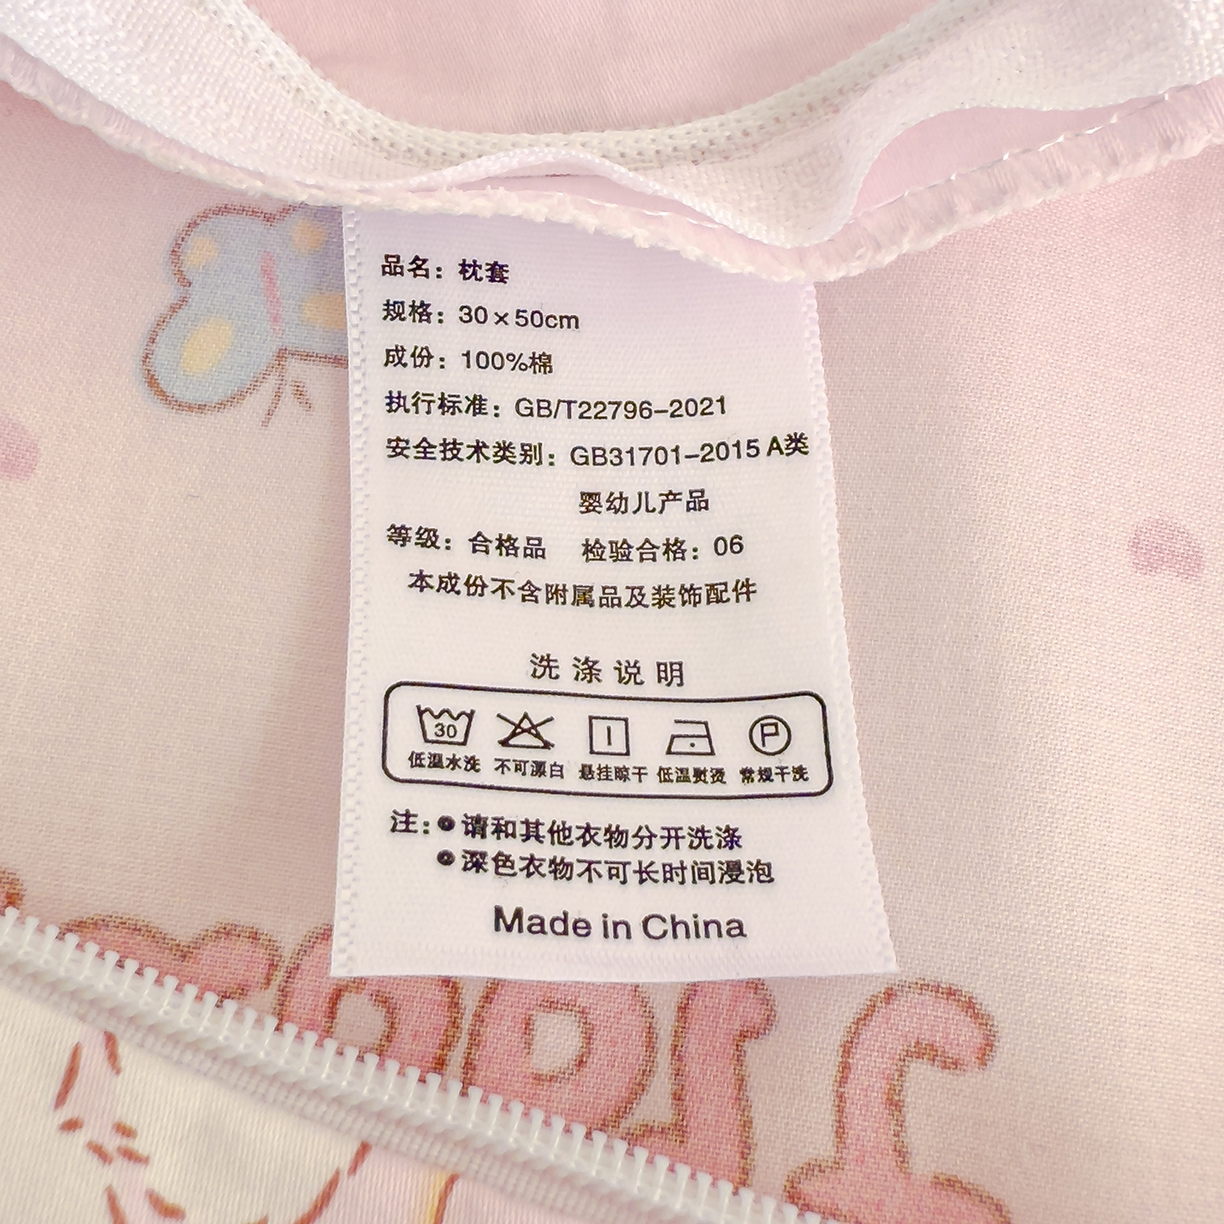 品名：枕套
规格：30×50cm
成份：100%棉
执行标准：GB/T22796-2021
安全技术类别：GB31701-2015 A类
婴幼儿产品
等级：合格品 检验合格：06
本成份不含附属品及装饰配件
洗涤说明
30 P
低温水洗 不可漂白 悬挂晾干 低温熨烫 常规干洗
注：●请和其他衣物分开洗涤
●深色衣物不可长时间浸泡
Made in China